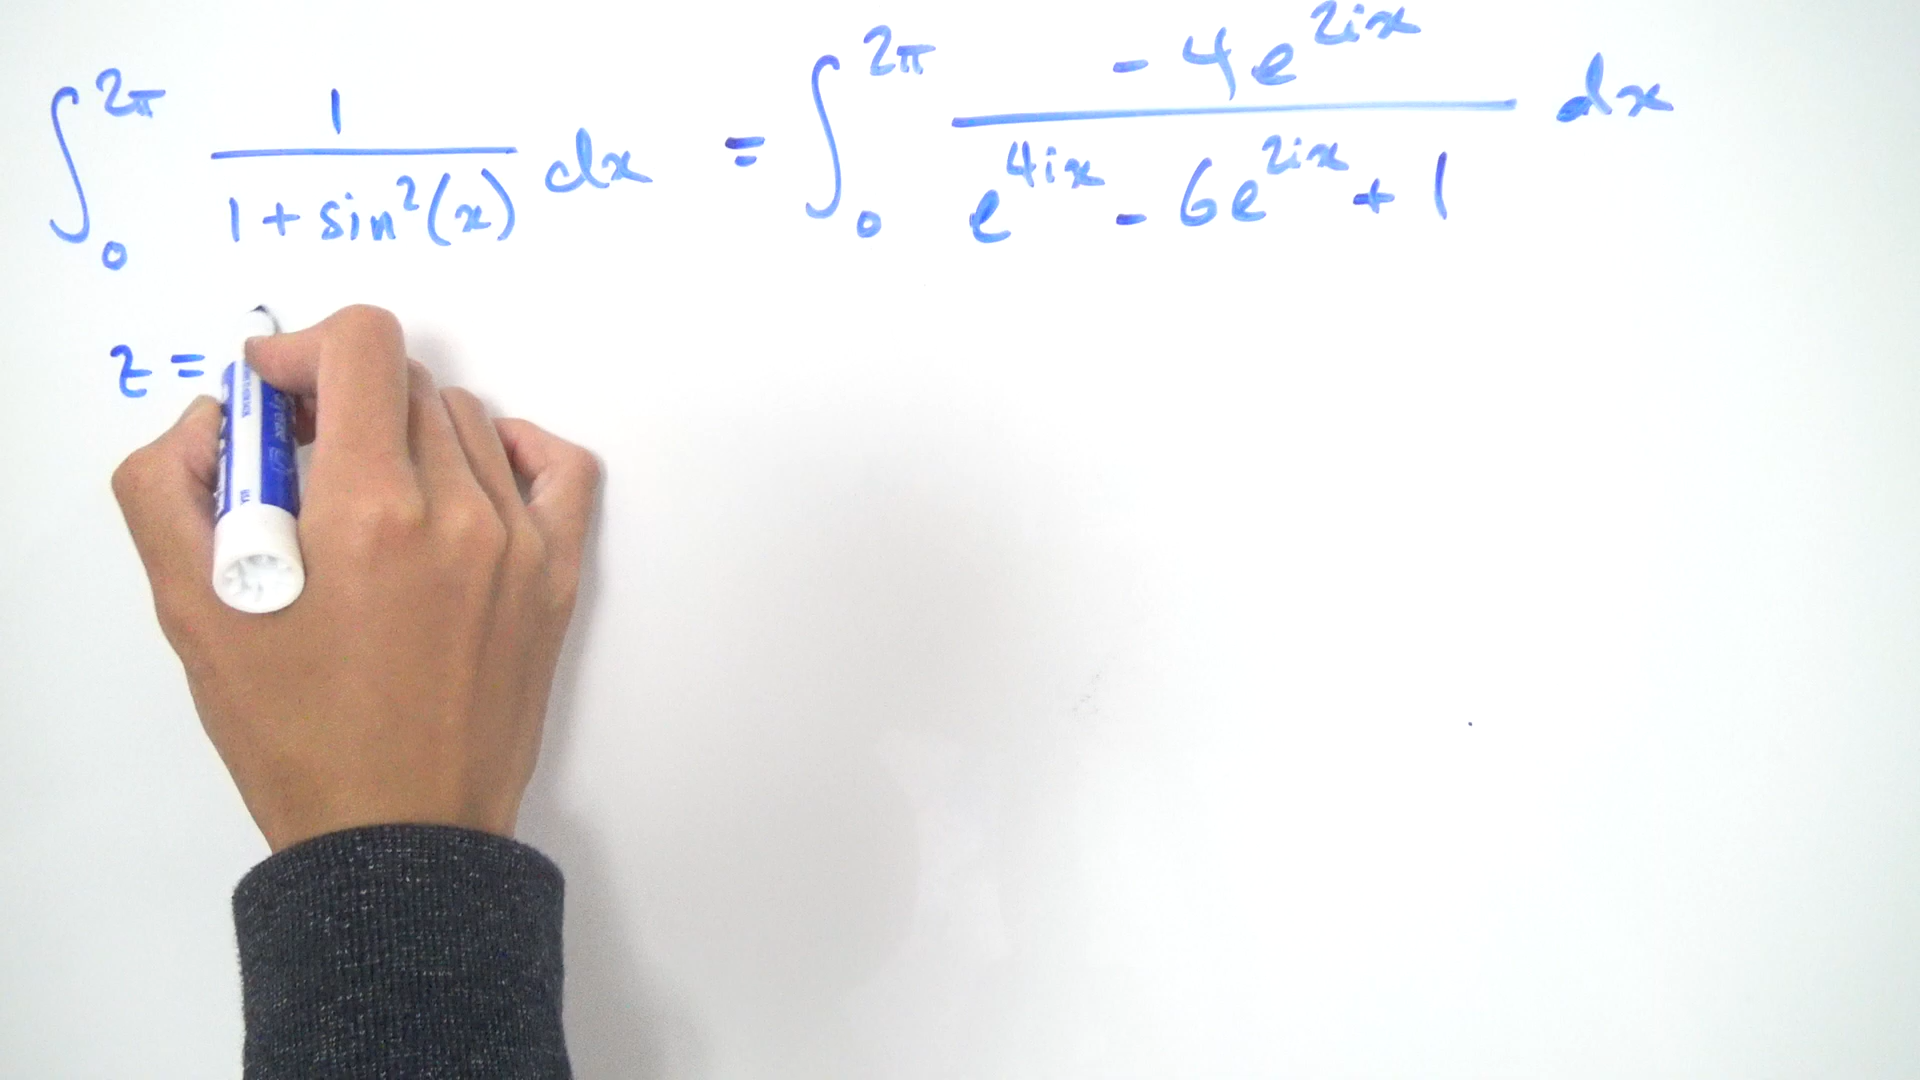 ∫₀^{2π} 1/(1+sin²(x)) dx = ∫₀^{2π} -4e^{2ix}/(e^{4ix} - 6e^{2ix} + 1) dx
z =